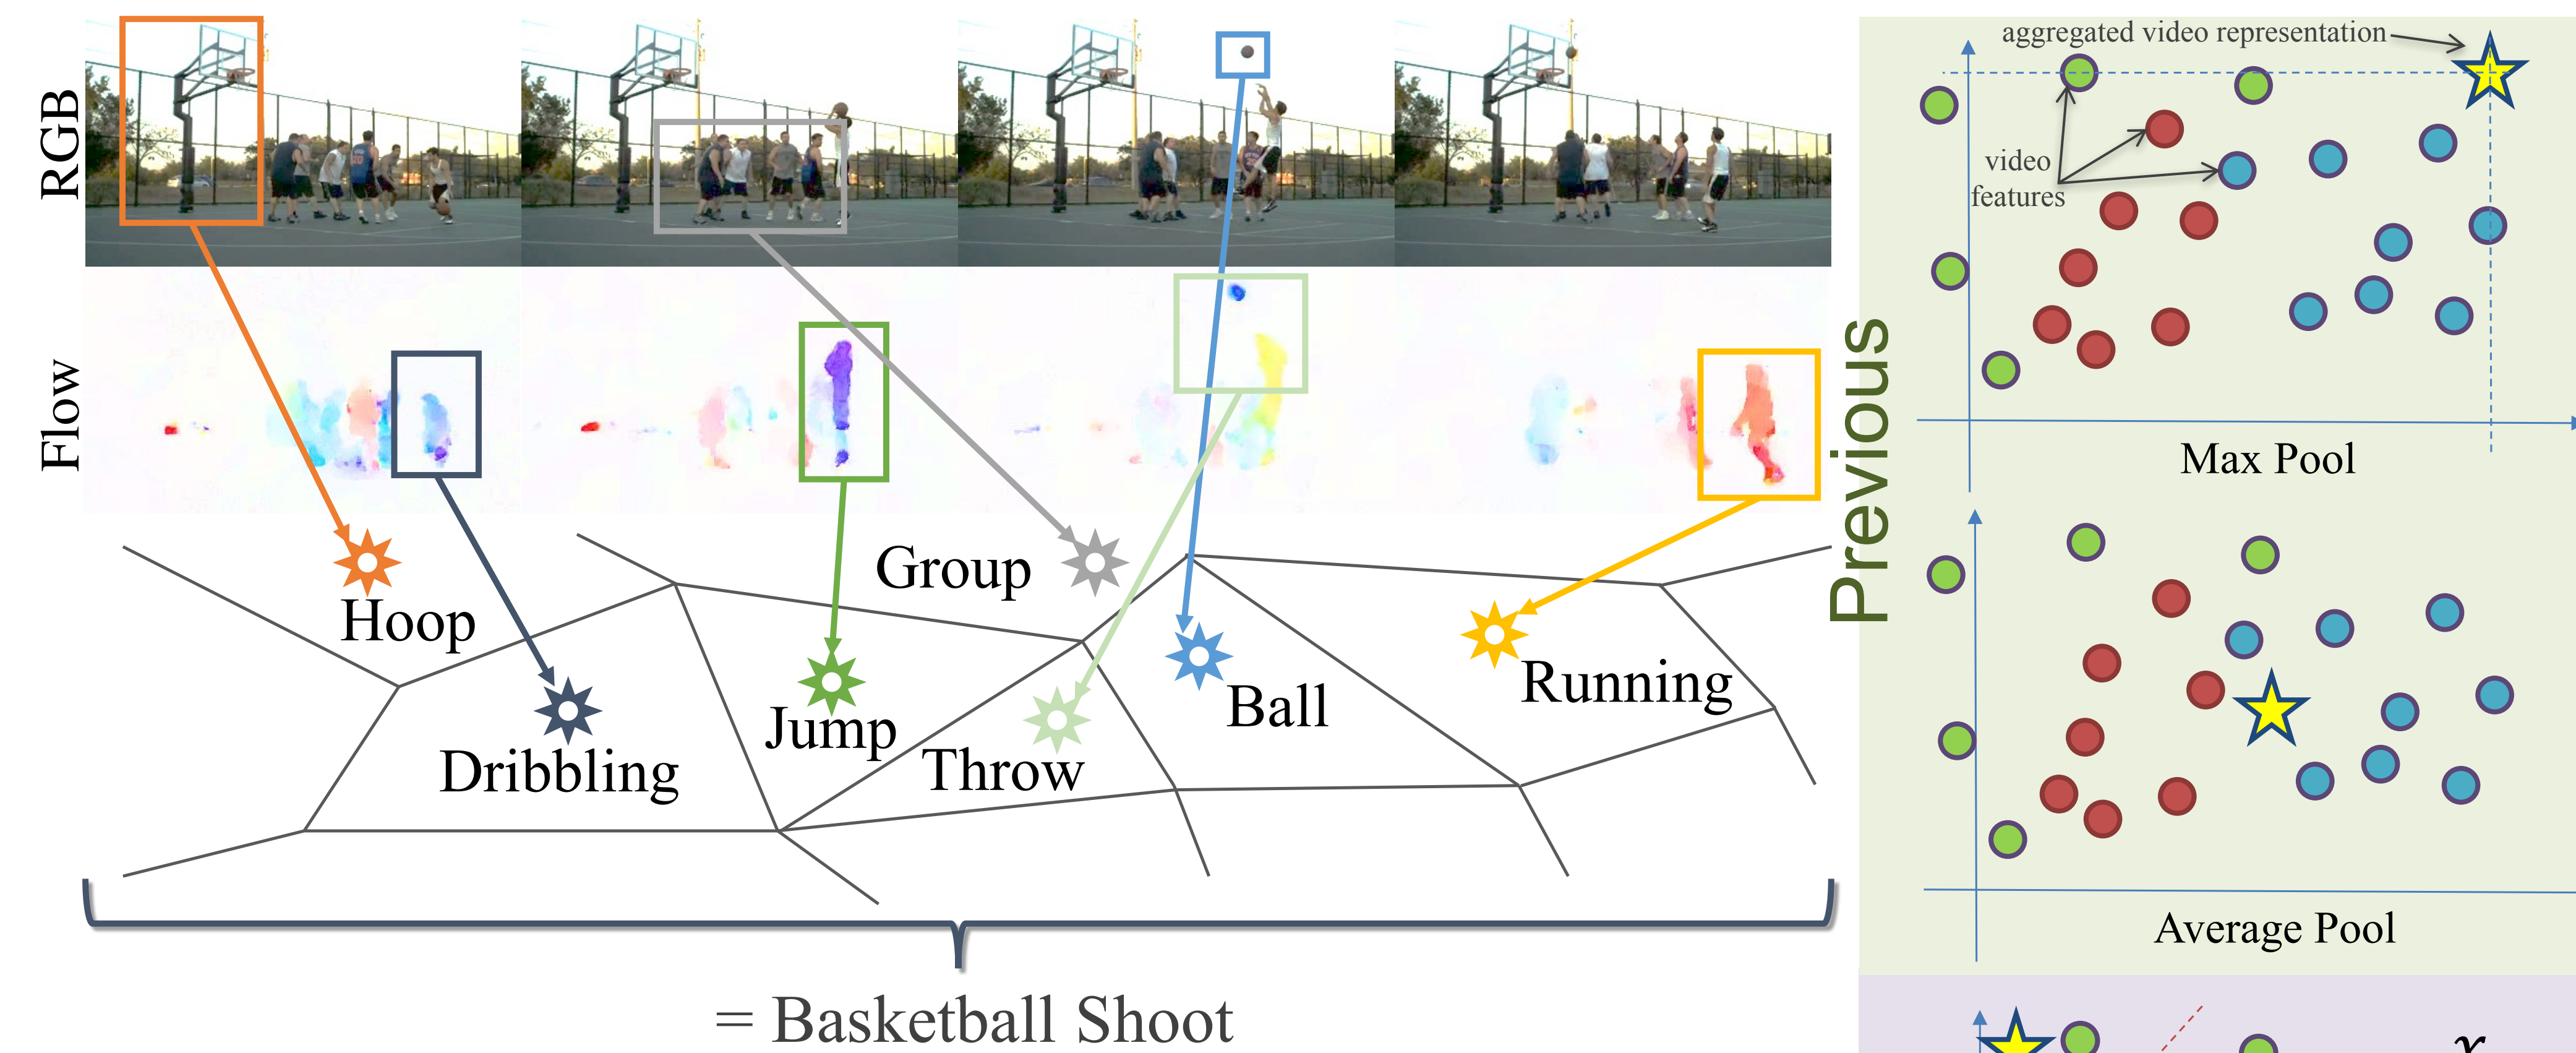 RGB
Flow
Hoop
Dribbling
Group
Jump
Throw
Ball
Running
= Basketball Shoot
Previous
aggregated video representation
video
features
Max Pool
Average Pool
x